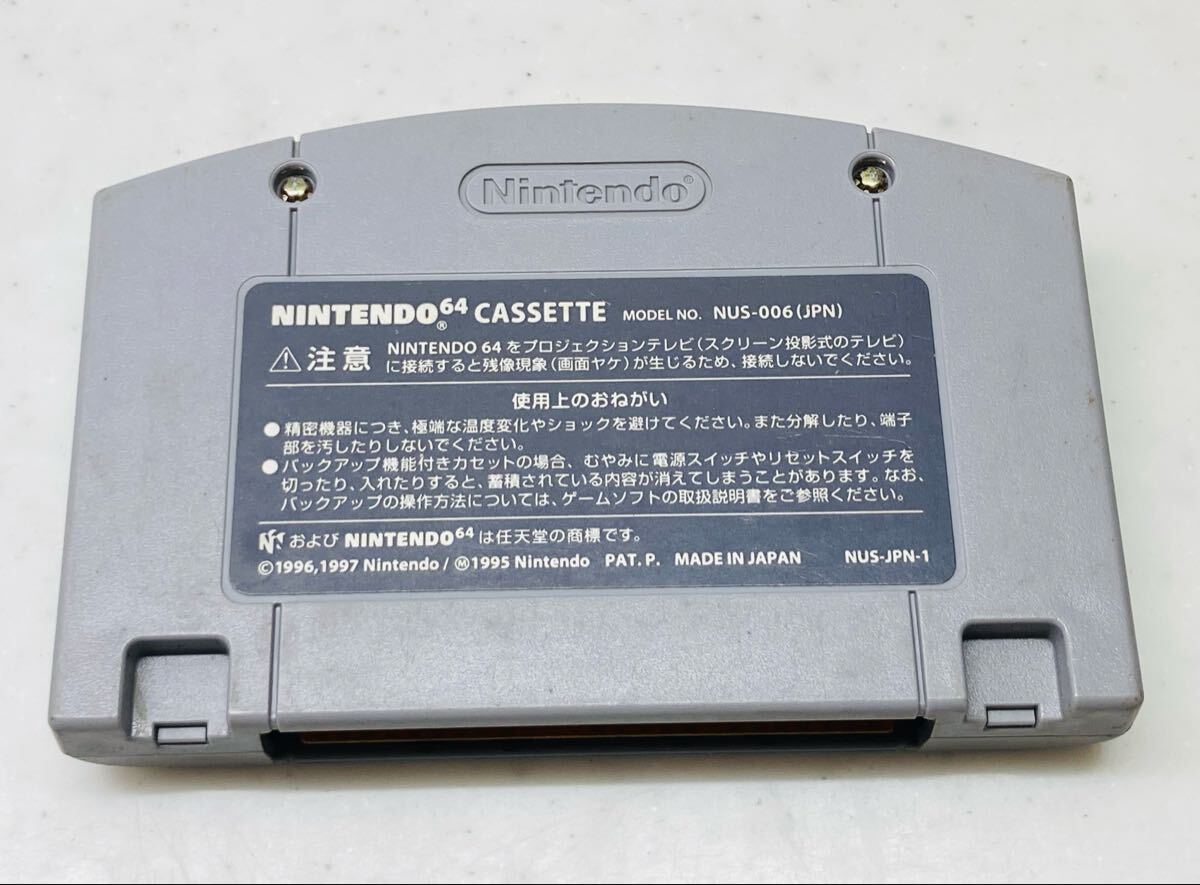 Nintendo®
NINTENDO⁶⁴® CASSETTE MODEL NO. NUS-006(JPN)
⚠注意 NINTENDO 64をプロジェクションテレビ(スクリーン投影式のテレビ)
に接続すると残像現象(画面ヤケ)が生じるため、接続しないでください。
使用上のおねがい
●精密機器につき、極端な温度変化やショックを避けてください。また分解したり、端子
部を汚したりしないでください。
●バックアップ機能付きカセットの場合、むやみに電源スイッチやリセットスイッチを
切ったり、入れたりすると、蓄積されている内容が消えてしまうことがあります。なお、
バックアップの操作方法については、ゲームソフトの取扱説明書をご参照ください。
および NINTENDO⁶⁴ は任天堂の商標です。
©1996,1997 Nintendo/Ⓜ1995 Nintendo PAT.P. MADE IN JAPAN NUS-JPN-1